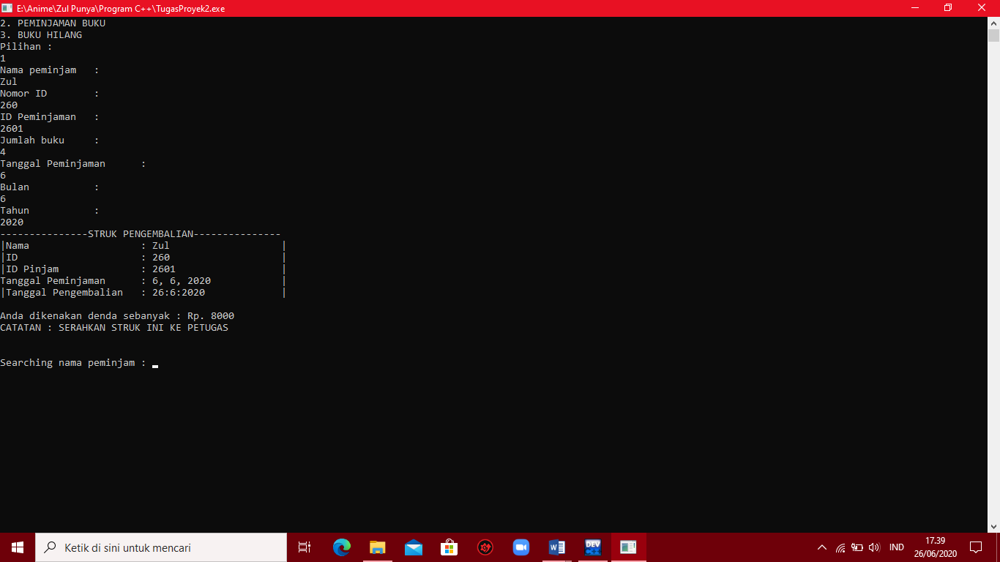 E:\Anime\Zul Punya\Program C++\TugasProyek2.exe
2. PEMINJAMAN BUKU
3. BUKU HILANG
Pilihan :
1
Nama peminjam   :
Zul
Nomor ID        :
260
ID Peminjaman   :
2601
Jumlah buku     :
4
Tanggal Peminjaman      :
6
Bulan           :
6
Tahun           :
2020
---------------STRUK PENGEMBALIAN---------------
|Nama                   : Zul                   |
|ID                     : 260                   |
|ID Pinjam              : 2601                  |
Tanggal Peminjaman      : 6, 6, 2020            |
|Tanggal Pengembalian   : 26:6:2020             |
Anda dikenakan denda sebanyak : Rp. 8000
CATATAN : SERAHKAN STRUK INI KE PETUGAS
Searching nama peminjam :
Ketik di sini untuk mencari
DEV
IND
17.39
26/06/2020